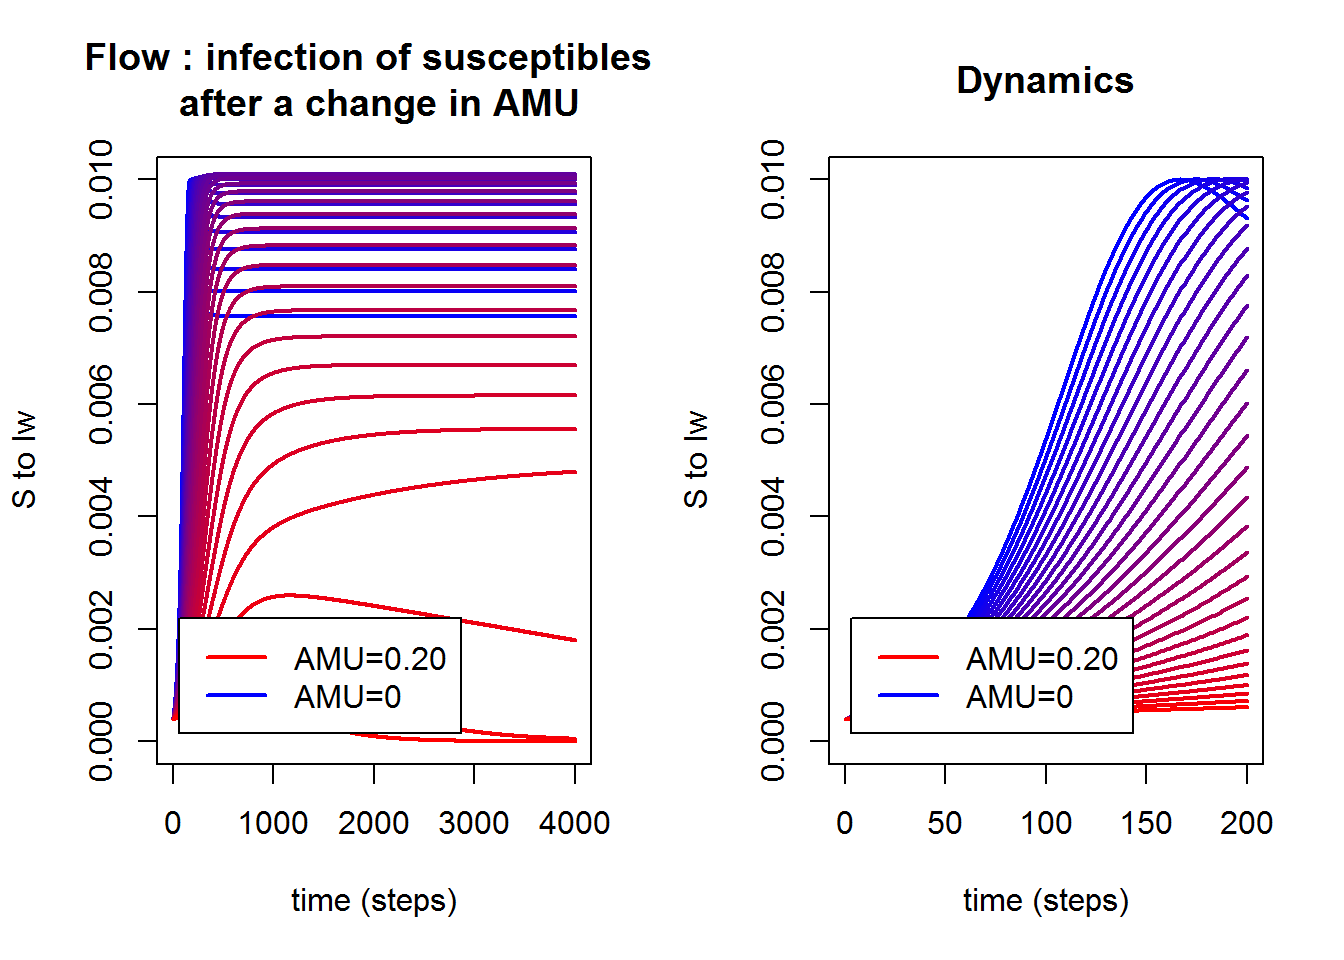 Flow : infection of susceptibles
after a change in AMU
S to Iw
0.010
0.008
0.006
0.004
0.002
0.000
AMU=0.20
AMU=0
0 1000 2000 3000 4000
time (steps)
Dynamics
S to Iw
0.010
0.008
0.006
0.004
0.002
0.000
AMU=0.20
AMU=0
0 50 100 150 200
time (steps)